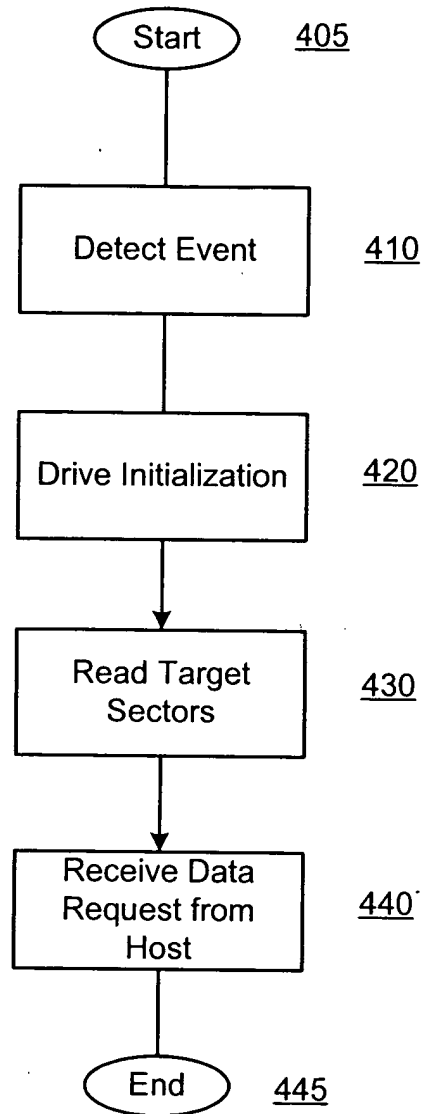 Start 405
Detect Event 410
Drive Initialization 420
Read Target
Sectors
430
Receive Data
Request from
Host
440
End 445